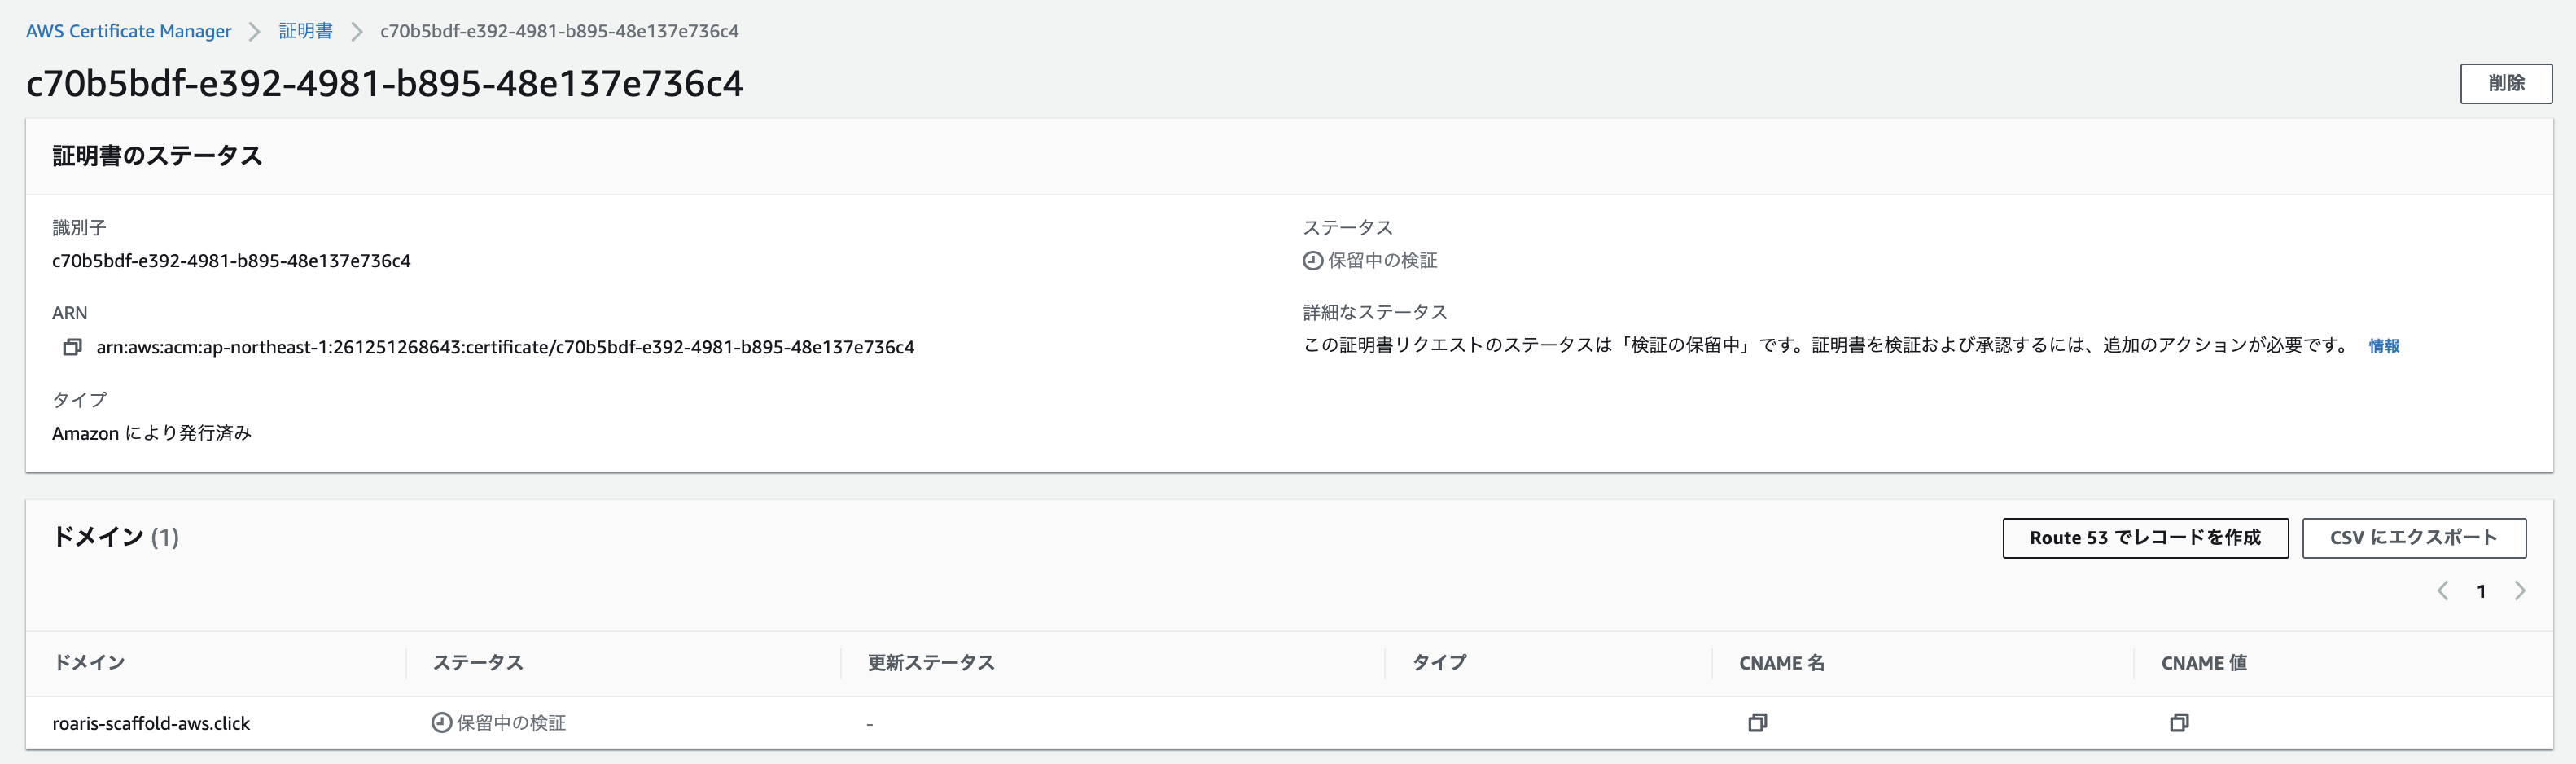 AWS Certificate Manager > 証明書 > c70b5bdf-e392-4981-b895-48e137e736c4
c70b5bdf-e392-4981-b895-48e137e736c4
削除
証明書のステータス
識別子
c70b5bdf-e392-4981-b895-48e137e736c4
ARN
arn:aws:acm:ap-northeast-1:261251268643:certificate/c70b5bdf-e392-4981-b895-48e137e736c4
タイプ
Amazon により発行済み
ステータス
保留中の検証
詳細なステータス
この証明書リクエストのステータスは「検証の保留中」です。証明書を検証および承認するには、追加のアクションが必要です。 情報
ドメイン (1)
Route 53 でレコードを作成 CSV にエクスポート
1
ドメイン ステータス 更新ステータス タイプ CNAME 名 CNAME 値
roaris-scaffold-aws.click 保留中の検証 -